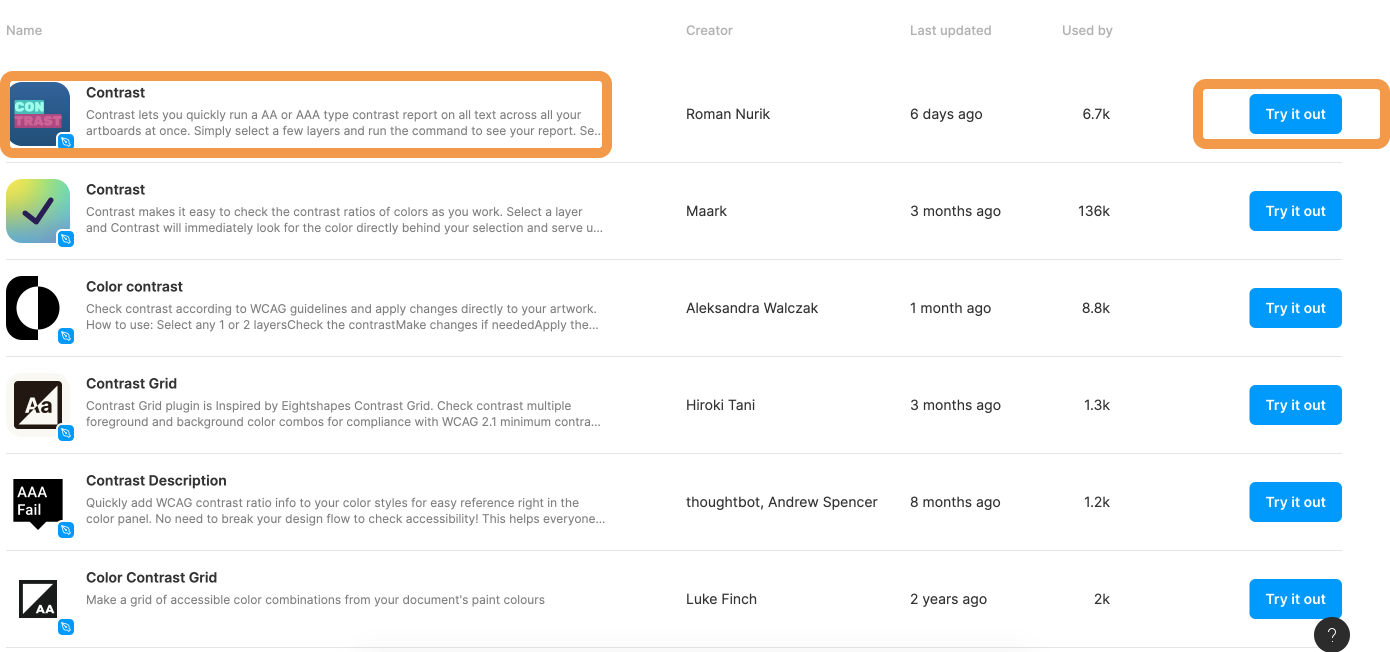 Name Creator Last updated Used by
CON
TRAST
Contrast
Contrast lets you quickly run a AA or AAA type contrast report on all text across all your
artboards at once. Simply select a few layers and run the command to see your report. Se..
Roman Nurik 6 days ago 6.7k Try it out
Contrast
Contrast makes it easy to check the contrast ratios of colors as you work. Select a layer
and Contrast will immediately look for the color directly behind your selection and serve u...
Maark 3 months ago 136k Try it out
Color contrast
Check contrast according to WCAG guidelines and apply changes directly to your artwork.
How to use: Select any 1 or 2 layersCheck the contrastMake changes if neededApply the...
Aleksandra Walczak 1 month ago 8.8k Try it out
Aa
Contrast Grid
Contrast Grid plugin is Inspired by Eightshapes Contrast Grid. Check contrast multiple
foreground and background color combos for compliance with WCAG 2.1 minimum contra...
Hiroki Tani 3 months ago 1.3k Try it out
AAA
Fail
Contrast Description
Quickly add WCAG contrast ratio info to your color styles for easy reference right in the
color panel. No need to break your design flow to check accessibility! This helps everyone...
thoughtbot, Andrew Spencer 8 months ago 1.2k Try it out
AA
Color Contrast Grid
Make a grid of accessible color combinations from your document's paint colours
Luke Finch 2 years ago 2k Try it out
?